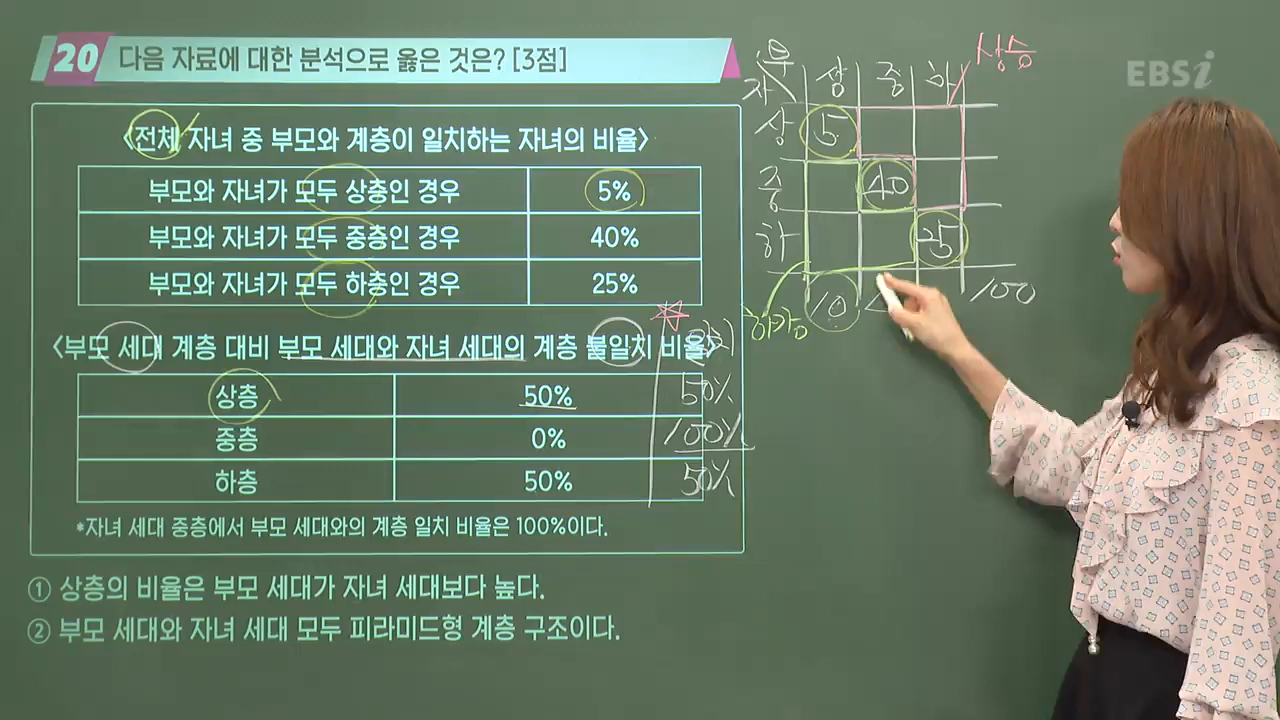 20 다음 자료에 대한 분석으로 옳은 것은? [3점]
<전체 자녀 중 부모와 계층이 일치하는 자녀의 비율>
부모와 자녀가 모두 상층인 경우 5%
부모와 자녀가 모두 중층인 경우 40%
부모와 자녀가 모두 하층인 경우 25%
<부모 세대 계층 대비 부모 세대와 자녀 세대의 계층 불일치 비율>
상층 50% 50%
중층 0% 100%
하층 50% 50%
*자녀 세대 중층에서 부모 세대와의 계층 일치 비율은 100%이다.
① 상층의 비율은 부모 세대가 자녀 세대보다 높다.
② 부모 세대와 자녀 세대 모두 피라미드형 계층 구조이다.
부 상승
자 상 중 하
상 5
중 40
하 25
10 100
하강
EBSi